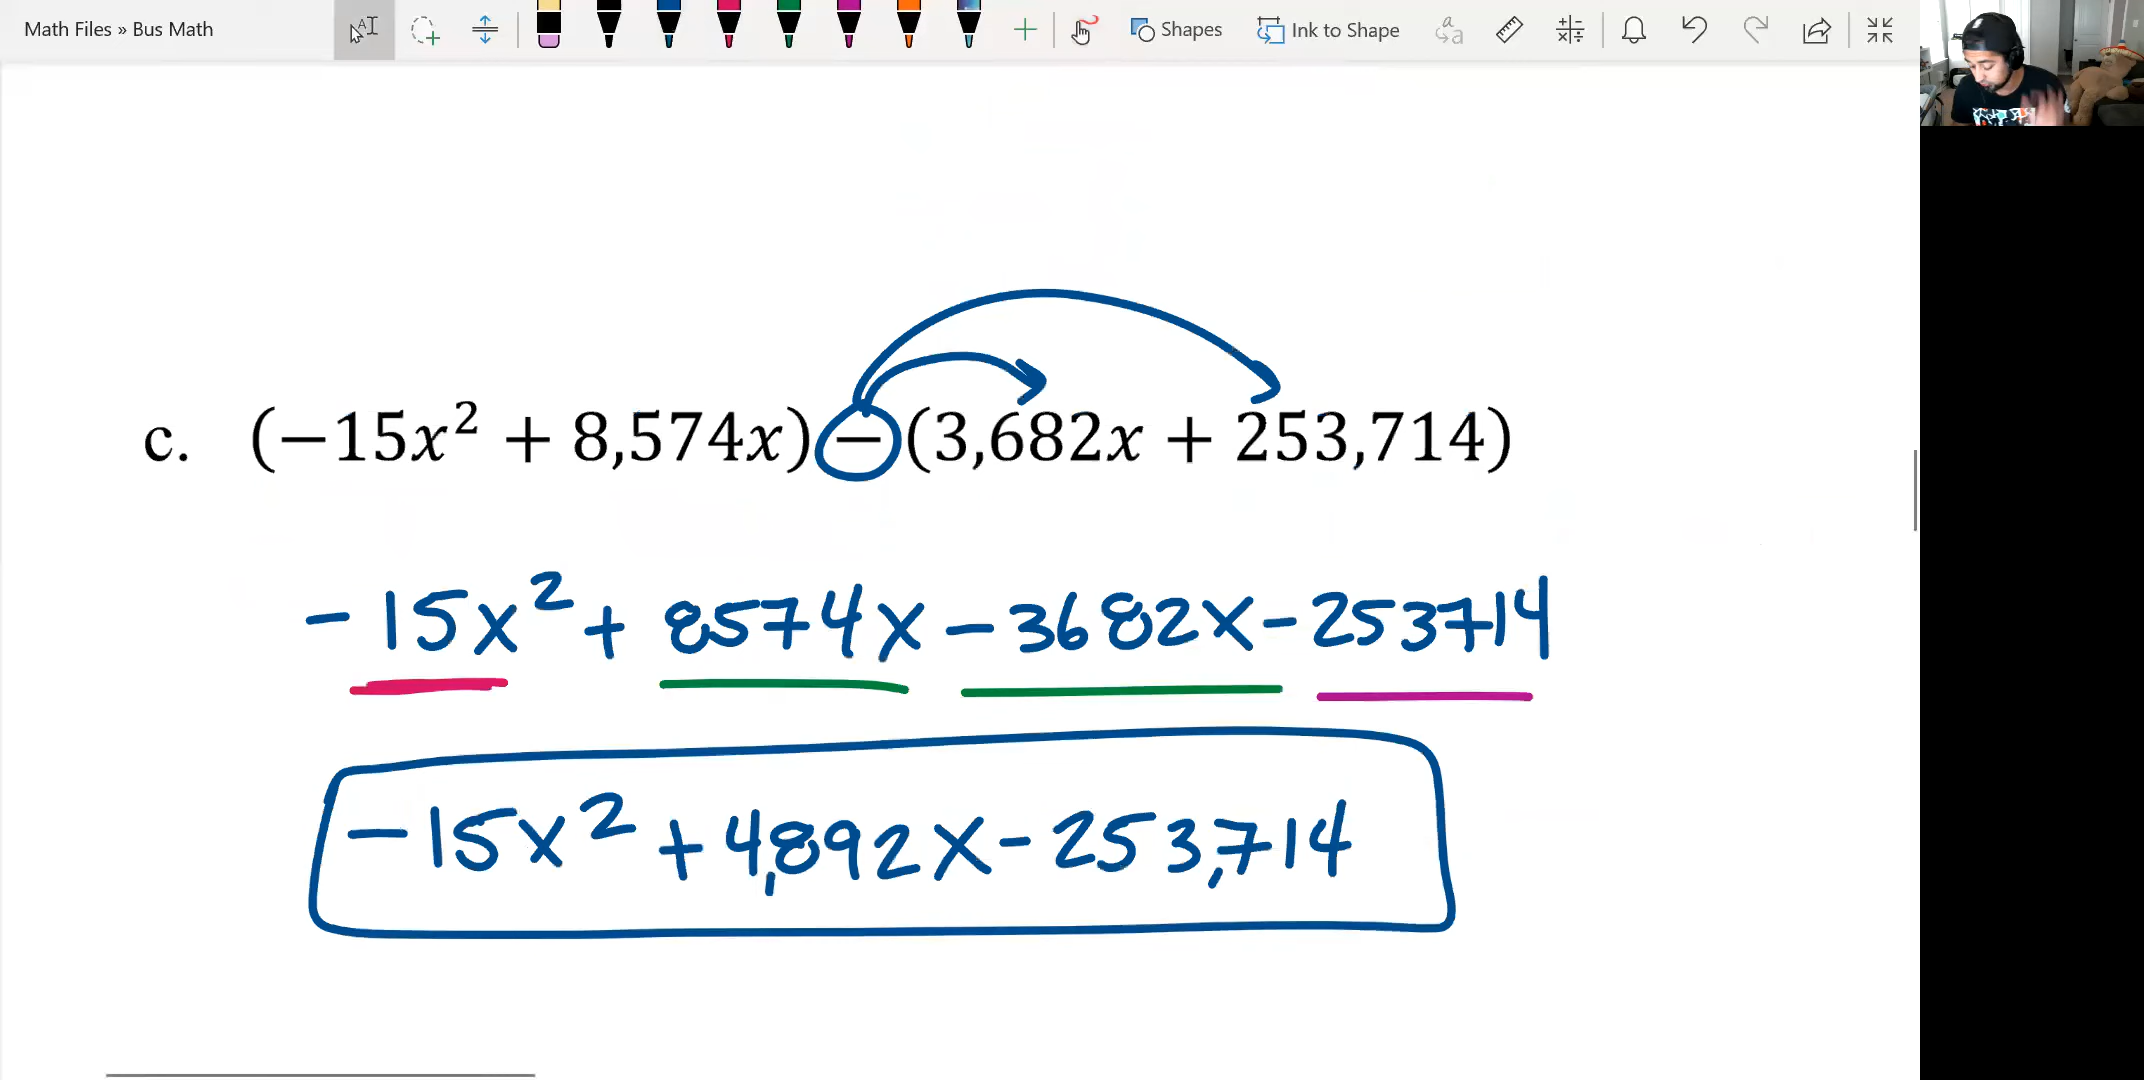 Math Files » Bus Math
Shapes
Ink to Shape
c. (−15x² + 8,574x) − (3,682x + 253,714)
- 15x² + 8574x - 3682x - 253714
- 15x² + 4,892x - 253,714